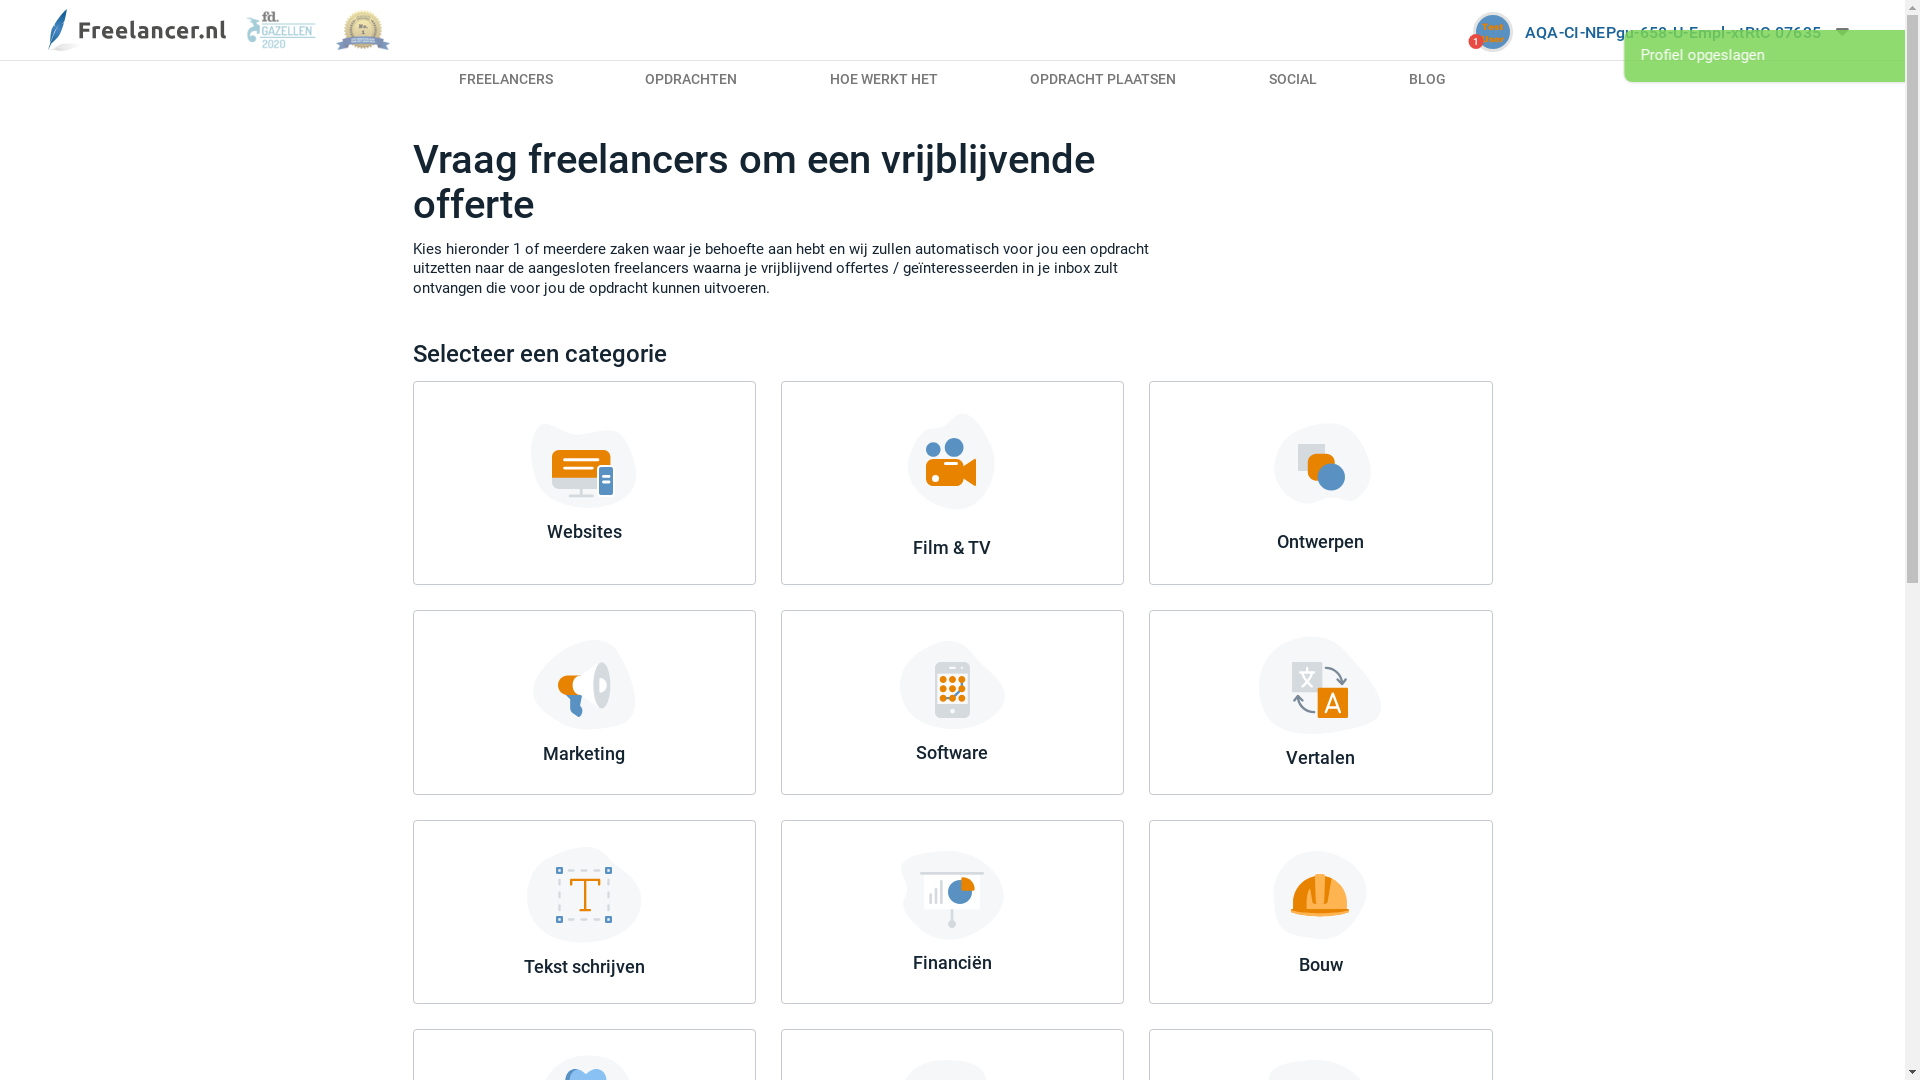 Freelancer.nl
fd.
GAZELLEN
2020
No.
1
1
AQA-CI-NEPgu-658-U-Empl-xtRtC 07635
Profiel opgeslagen
FREELANCERS
OPDRACHTEN
HOE WERKT HET
OPDRACHT PLAATSEN
SOCIAL
BLOG
Vraag freelancers om een vrijblijvende
offerte
Kies hieronder 1 of meerdere zaken waar je behoefte aan hebt en wij zullen automatisch voor jou een opdracht
uitzetten naar de aangesloten freelancers waarna je vrijblijvend offertes / geïnteresseerden in je inbox zult
ontvangen die voor jou de opdracht kunnen uitvoeren.
Selecteer een categorie
Websites
Film & TV
Ontwerpen
Marketing
Software
Vertalen
Tekst schrijven
Financiën
Bouw